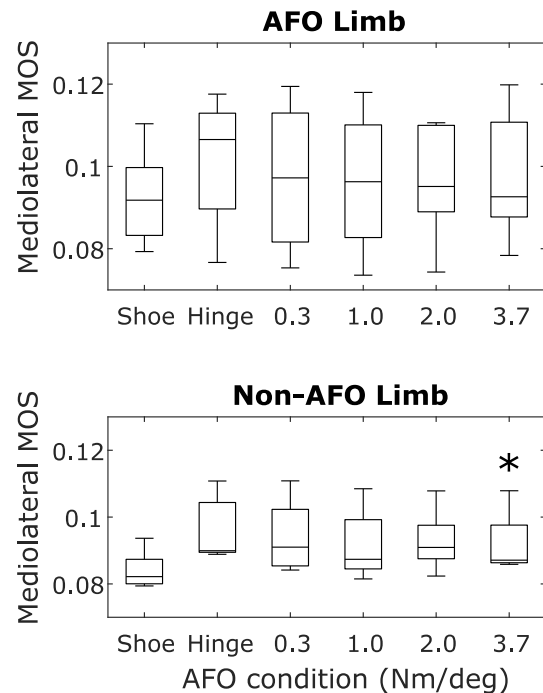 AFO Limb
Mediolateral MOS
0.12
0.1
0.08
Shoe Hinge 0.3 1.0 2.0 3.7
Non-AFO Limb
Mediolateral MOS
0.12
0.1
0.08
*
Shoe Hinge 0.3 1.0 2.0 3.7
AFO condition (Nm/deg)